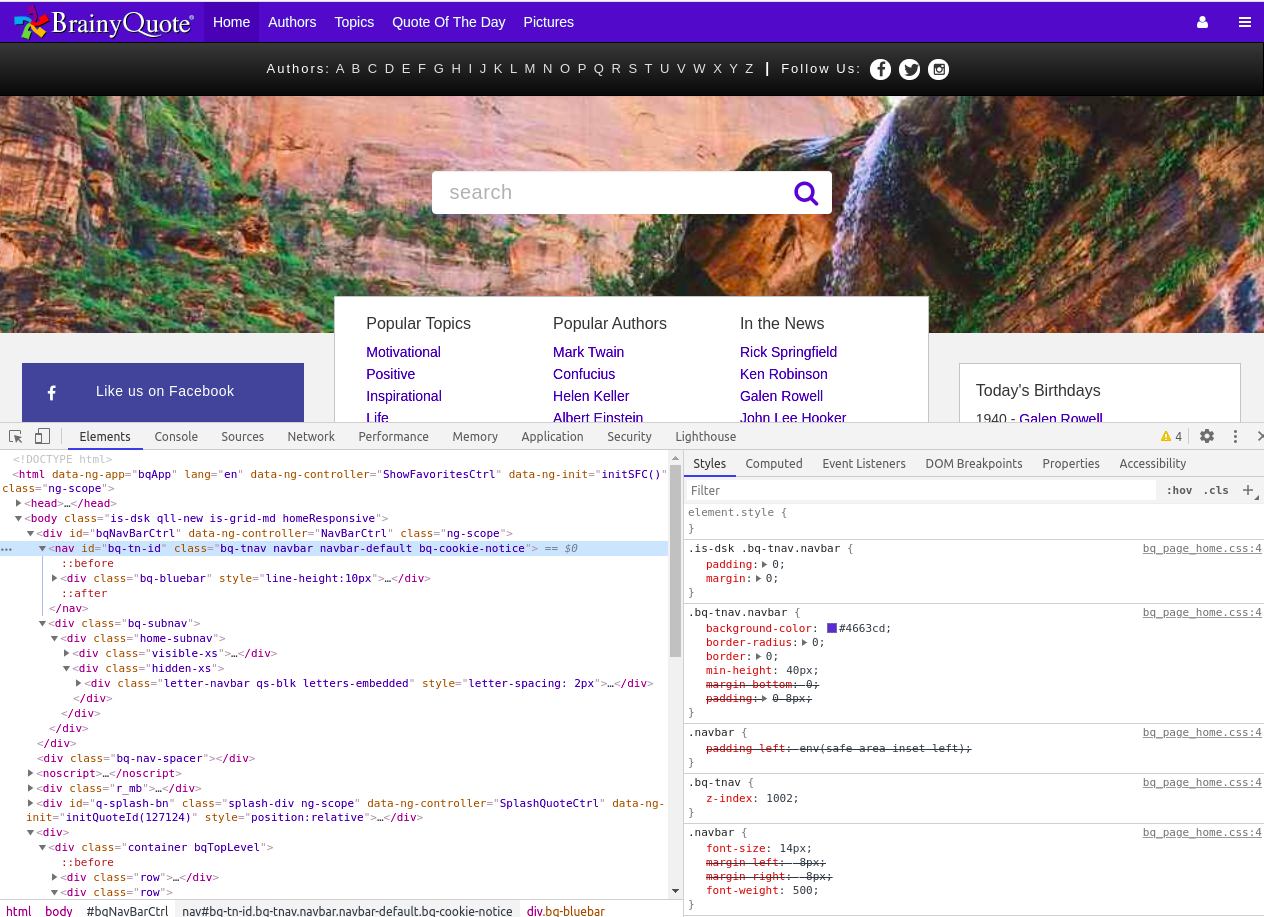 BrainyQuote® Home Authors Topics Quote Of The Day Pictures
Authors: A B C D E F G H I J K L M N O P Q R S T U V W X Y Z | Follow Us:
search
Popular Topics
Motivational
Positive
Inspirational
Life
Popular Authors
Mark Twain
Confucius
Helen Keller
Albert Einstein
In the News
Rick Springfield
Ken Robinson
Galen Rowell
John Lee Hooker
Like us on Facebook
Today's Birthdays
1940 - Galen Rowell
Elements Console Sources Network Performance Memory Application Security Lighthouse 4
<!DOCTYPE html>
<html data-ng-app="bqApp" lang="en" data-ng-controller="ShowFavoritesCtrl" data-ng-init="initSFC()"
class="ng-scope">
<head>…</head>
<body class="is-dsk qll-new is-grid-md homeResponsive">
<div id="bqNavBarCtrl" data-ng-controller="NavBarCtrl" class="ng-scope">
<nav id="bq-tn-id" class="bq-tnav navbar navbar-default bq-cookie-notice"> == $0
::before
<div class="bq-bluebar" style="line-height:10px">…</div>
::after
</nav>
<div class="bq-subnav">
<div class="home-subnav">
<div class="visible-xs">…</div>
<div class="hidden-xs">
<div class="letter-navbar qs-blk letters-embedded" style="letter-spacing: 2px">…</div>
</div>
</div>
</div>
</div>
<div class="bq-nav-spacer"></div>
<noscript>…</noscript>
<div class="r_mb">…</div>
<div id="q-splash-bn" class="splash-div ng-scope" data-ng-controller="SplashQuoteCtrl" data-ng-
init="initQuoteId(127124)" style="position:relative">…</div>
<div>
<div class="container bqTopLevel">
::before
<div class="row">…</div>
<div class="row">
html body #bqNavBarCtrl nav#bq-tn-id.bq-tnav.navbar.navbar-default.bq-cookie-notice div.bq-bluebar
Styles Computed Event Listeners DOM Breakpoints Properties Accessibility
Filter :hov .cls +
element.style {
}
.is-dsk .bq-tnav.navbar { bq_page_home.css:4
padding: 0;
margin: 0;
}
.bq-tnav.navbar { bq_page_home.css:4
background-color: #4663cd;
border-radius: 0;
border: 0;
min-height: 40px;
margin-bottom: 0;
padding: 0 8px;
}
.navbar { bq_page_home.css:4
padding-left: env(safe-area-inset-left);
}
.bq-tnav { bq_page_home.css:4
z-index: 1002;
}
.navbar { bq_page_home.css:4
font-size: 14px;
margin-left: -8px;
margin-right: -8px;
font-weight: 500;
}